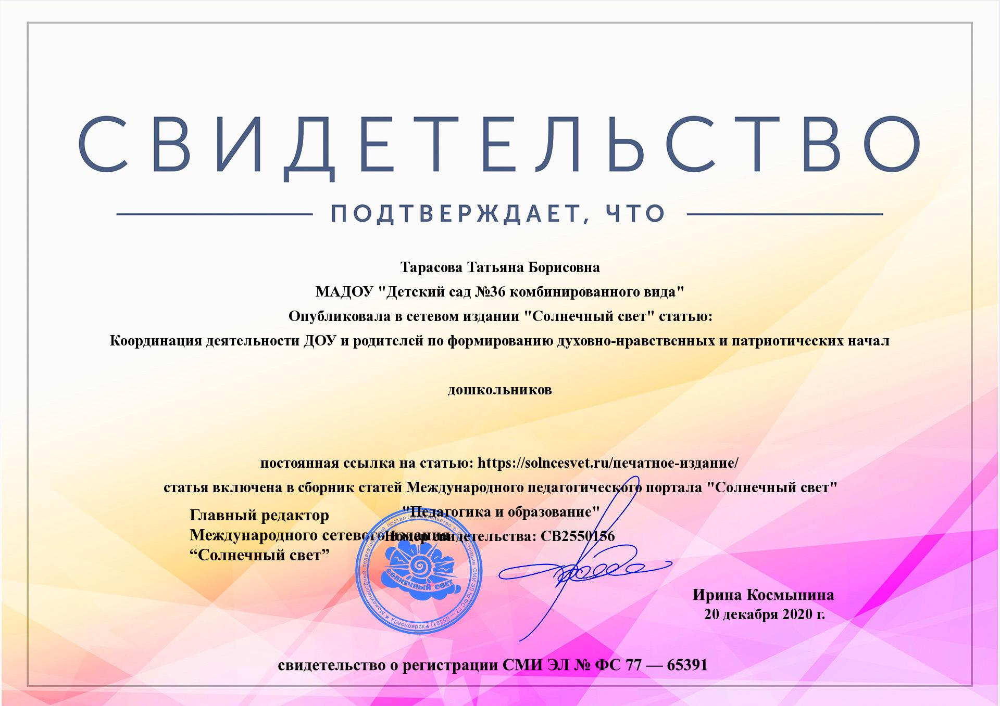 СВИДЕТЕЛЬСТВО
ПОДТВЕРЖДАЕТ, ЧТО
Тарасова Татьяна Борисовна
МАДОУ "Детский сад №36 комбинированного вида"
Опубликовала в сетевом издании "Солнечный свет" статью:
Координация деятельности ДОУ и родителей по формированию духовно-нравственных и патриотических начал
дошкольников
постоянная ссылка на статью: https://solncesvet.ru/печатное-издание/
статья включена в сборник статей Международного педагогического портала "Солнечный свет"
"Педагогика и образование"
Номер свидетельства: СВ2550156
Главный редактор
Международного сетевого издания
“Солнечный свет”
Международный педагогический портал (свидетельство о регистрации СМИ ЭЛ № ФС 77 — 65391) ★ Красноярск ★
СОЛНЕЧНЫЙ СВЕТ
Ирина Космынина
20 декабря 2020 г.
свидетельство о регистрации СМИ ЭЛ № ФС 77 — 65391